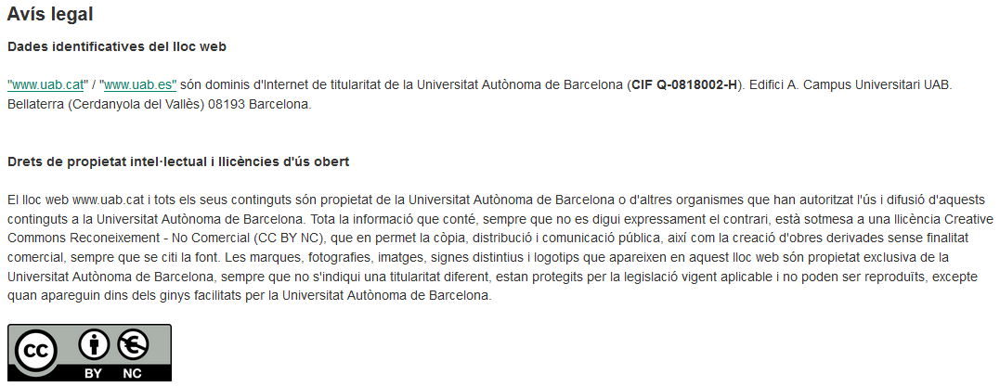 Avís legal
Dades identificatives del lloc web
"www.uab.cat" / "www.uab.es" són dominis d'Internet de titularitat de la Universitat Autònoma de Barcelona (CIF Q-0818002-H). Edifici A. Campus Universitari UAB.
Bellaterra (Cerdanyola del Vallès) 08193 Barcelona.
Drets de propietat intel·lectual i llicències d'ús obert
El lloc web www.uab.cat i tots els seus continguts són propietat de la Universitat Autònoma de Barcelona o d'altres organismes que han autoritzat l'ús i difusió d'aquests
continguts a la Universitat Autònoma de Barcelona. Tota la informació que conté, sempre que no es digui expressament el contrari, està sotmesa a una llicència Creative
Commons Reconeixement - No Comercial (CC BY NC), que en permet la còpia, distribució i comunicació pública, així com la creació d'obres derivades sense finalitat
comercial, sempre que se citi la font. Les marques, fotografies, imatges, signes distintius i logotips que apareixen en aquest lloc web són propietat exclusiva de la
Universitat Autònoma de Barcelona, sempre que no s'indiqui una titularitat diferent, estan protegits per la legislació vigent aplicable i no poden ser reproduïts, excepte
quan apareguin dins dels ginys facilitats per la Universitat Autònoma de Barcelona.
CC
BY NC